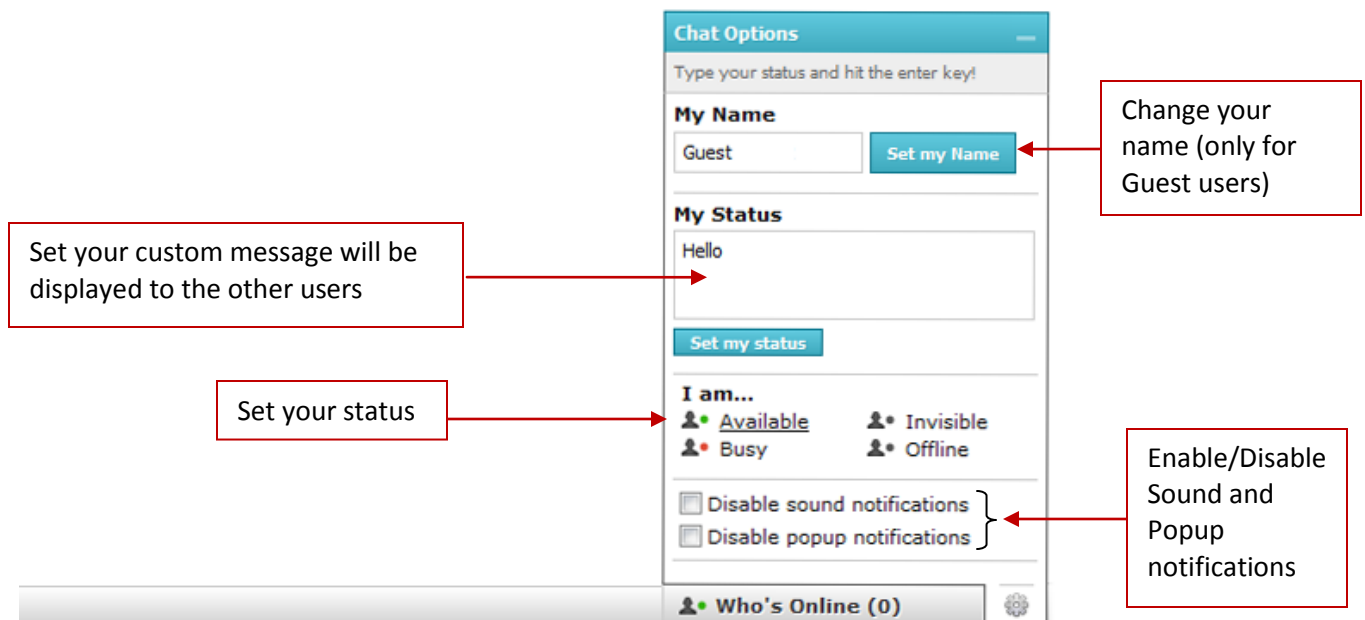 Chat Options
Type your status and hit the enter key!
My Name
Guest
Set my Name
Change your
name (only for
Guest users)
My Status
Hello
Set your custom message will be
displayed to the other users
Set my status
I am...
Available
Invisible
Busy
Offline
Set your status
Disable sound notifications
Disable popup notifications
Enable/Disable
Sound and
Popup
notifications
Who's Online (0)